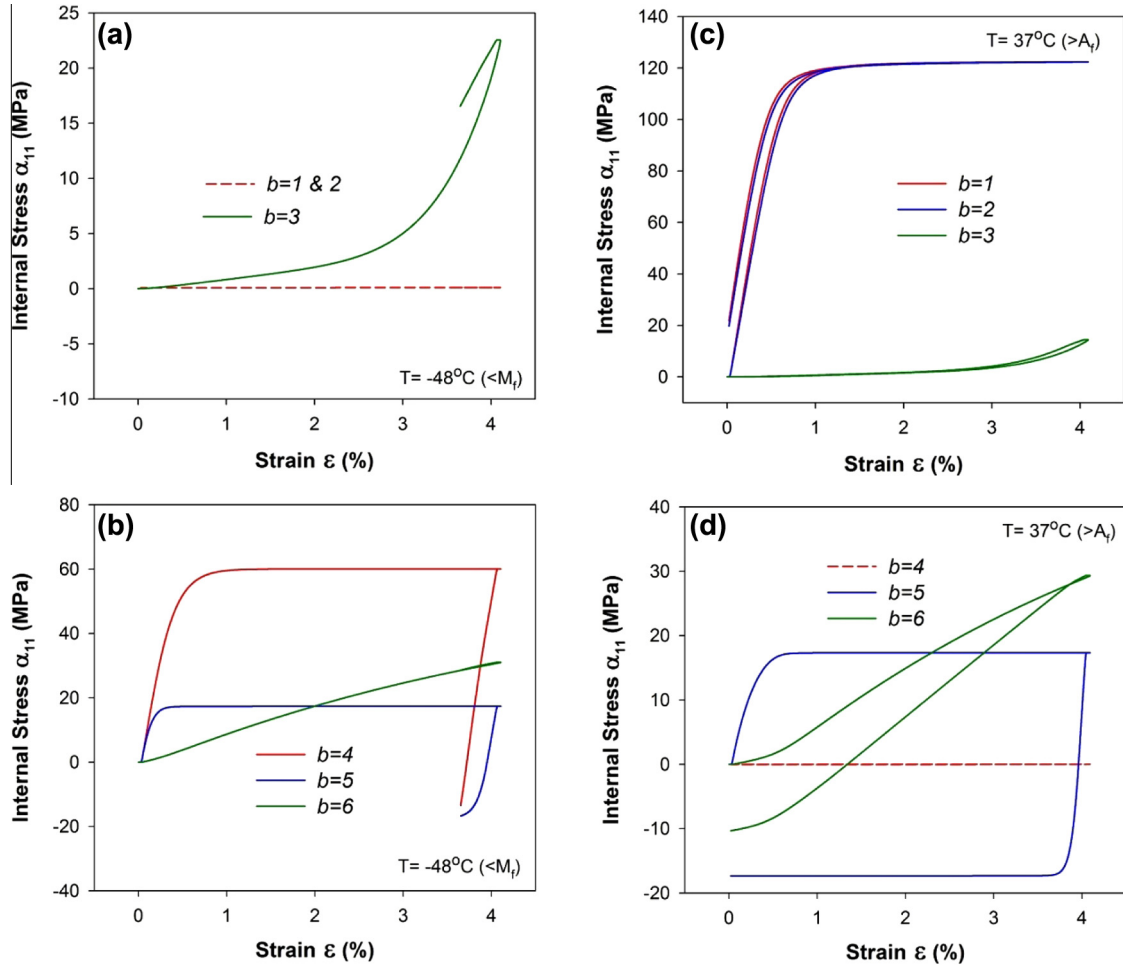 (a)
25
20
15
10
5
0
-5
-10
Internal Stress α₁₁ (MPa)
b=1 & 2
b=3
T= -48°C (<Mf)
0 1 2 3 4
Strain ε (%)
(c)
140
120
100
80
60
40
20
0
Internal Stress α₁₁ (MPa)
T= 37°C (>Af)
b=1
b=2
b=3
0 1 2 3 4
Strain ε (%)
(b)
80
60
40
20
0
-20
-40
Internal Stress α₁₁ (MPa)
b=4
b=5
b=6
T= -48°C (<Mf)
0 1 2 3 4
Strain ε (%)
(d)
40
30
20
10
0
-10
-20
Internal Stress α₁₁ (MPa)
T= 37°C (>Af)
b=4
b=5
b=6
0 1 2 3 4
Strain ε (%)